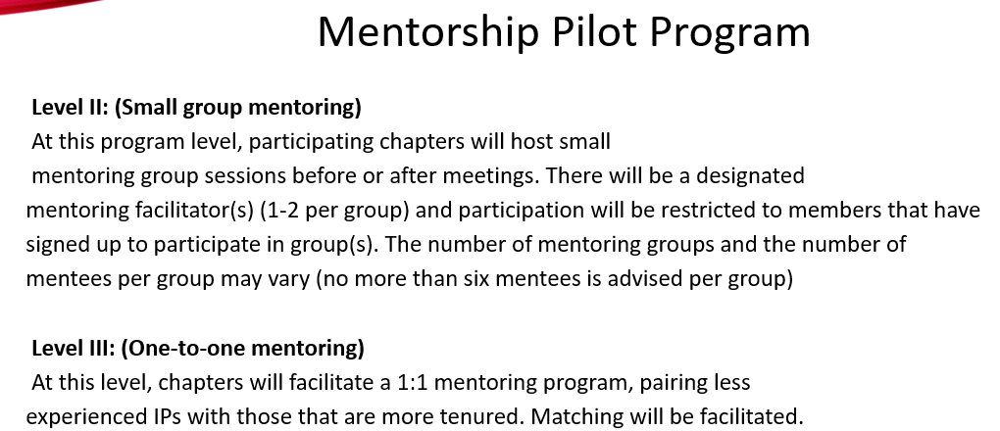 Mentorship Pilot Program
Level II: (Small group mentoring)
At this program level, participating chapters will host small
mentoring group sessions before or after meetings. There will be a designated
mentoring facilitator(s) (1-2 per group) and participation will be restricted to members that have
signed up to participate in group(s). The number of mentoring groups and the number of
mentees per group may vary (no more than six mentees is advised per group)
Level III: (One-to-one mentoring)
At this level, chapters will facilitate a 1:1 mentoring program, pairing less
experienced IPs with those that are more tenured. Matching will be facilitated.